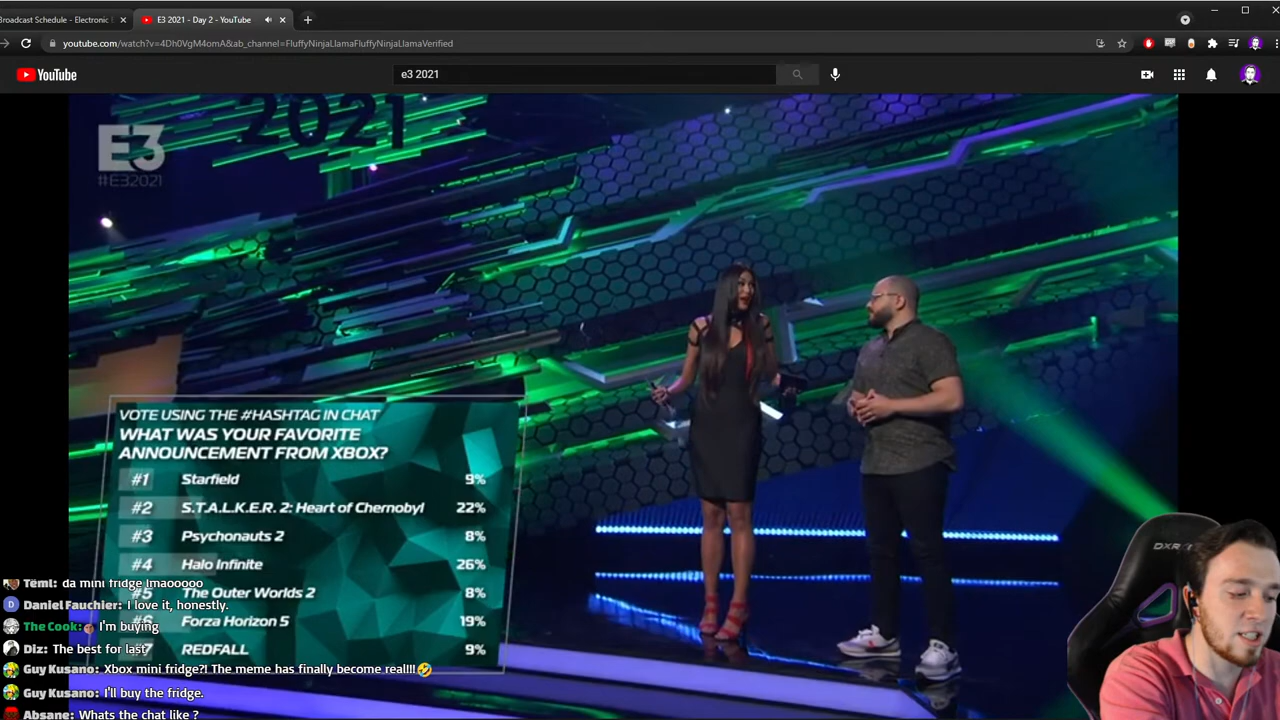 Broadcast Schedule - Electronic E
E3 2021 - Day 2 - YouTube
youtube.com/watch?v=4Dh0VgM4omA&ab_channel=FluffyNinjaLlamaFluffyNinjaLlamaVerified
YouTube
e3 2021
2021
E3
#E32021
VOTE USING THE #HASHTAG IN CHAT
WHAT WAS YOUR FAVORITE
ANNOUNCEMENT FROM XBOX?
#1 Starfield 9%
#2 S.T.A.L.K.E.R. 2: Heart of Chernobyl 22%
#3 Psychonauts 2 8%
#4 Halo Infinite 26%
#5 The Outer Worlds 2 8%
#6 Forza Horizon 5 19%
#7 REDFALL 9%
Tëmi: da mini fridge lmaooooo
Daniel Fauchier: I love it, honestly.
The Cook: I'm buying
Diz: The best for last
Guy Kusano: Xbox mini fridge?! The meme has finally become real!!!🤣
Guy Kusano: I'll buy the fridge.
Absane: Whats the chat like ?